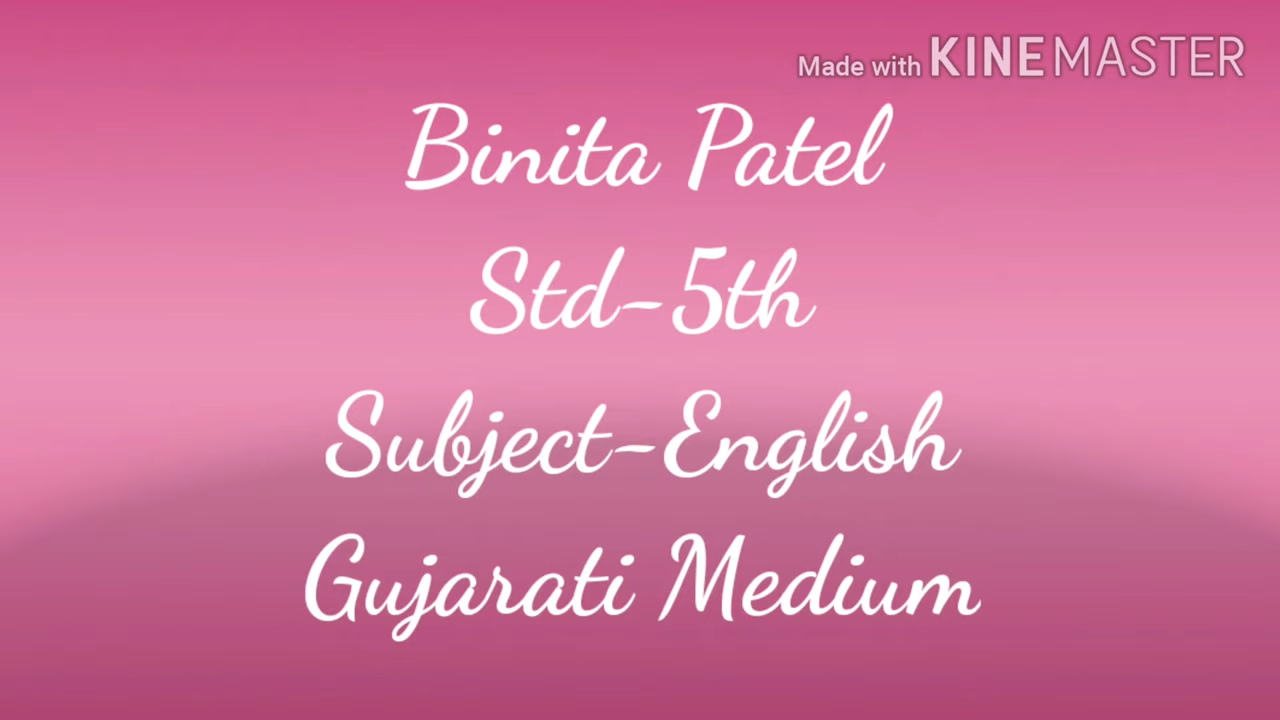 Made with KINEMASTER
Binita Patel
Std-5th
Subject-English
Gujarati Medium